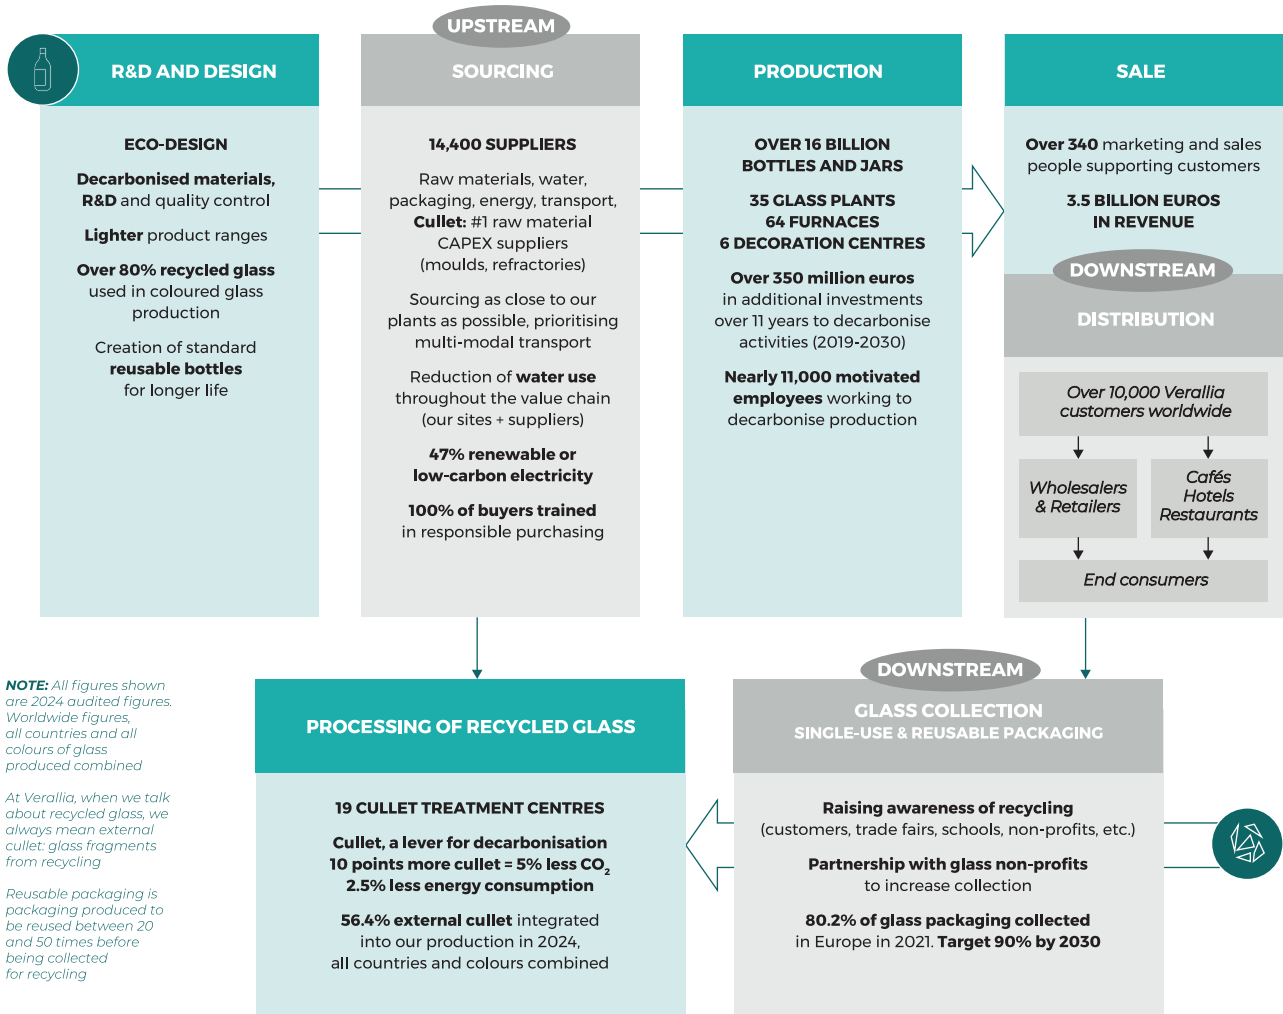 R&D AND DESIGN
ECO-DESIGN
Decarbonised materials,
R&D and quality control
Lighter product ranges
Over 80% recycled glass
used in coloured glass
production
Creation of standard
reusable bottles
for longer life
UPSTREAM
SOURCING
14,400 SUPPLIERS
Raw materials, water,
packaging, energy, transport,
Cullet: #1 raw material
CAPEX suppliers
(moulds, refractories)
Sourcing as close to our
plants as possible, prioritising
multi-modal transport
Reduction of water use
throughout the value chain
(our sites + suppliers)
47% renewable or
low-carbon electricity
100% of buyers trained
in responsible purchasing
PRODUCTION
OVER 16 BILLION
BOTTLES AND JARS
35 GLASS PLANTS
64 FURNACES
6 DECORATION CENTRES
Over 350 million euros
in additional investments
over 11 years to decarbonise
activities (2019-2030)
Nearly 11,000 motivated
employees working to
decarbonise production
SALE
Over 340 marketing and sales
people supporting customers
3.5 BILLION EUROS
IN REVENUE
DOWNSTREAM
DISTRIBUTION
Over 10,000 Verallia
customers worldwide
Wholesalers
& Retailers
Cafés
Hotels
Restaurants
End consumers
NOTE: All figures shown
are 2024 audited figures.
Worldwide figures,
all countries and all
colours of glass
produced combined
At Verallia, when we talk
about recycled glass, we
always mean external
cullet: glass fragments
from recycling
Reusable packaging is
packaging produced to
be reused between 20
and 50 times before
being collected
for recycling
PROCESSING OF RECYCLED GLASS
19 CULLET TREATMENT CENTRES
Cullet, a lever for decarbonisation
10 points more cullet = 5% less CO2
2.5% less energy consumption
56.4% external cullet integrated
into our production in 2024,
all countries and colours combined
DOWNSTREAM
GLASS COLLECTION
SINGLE-USE & REUSABLE PACKAGING
Raising awareness of recycling
(customers, trade fairs, schools, non-profits, etc.)
Partnership with glass non-profits
to increase collection
80.2% of glass packaging collected
in Europe in 2021. Target 90% by 2030